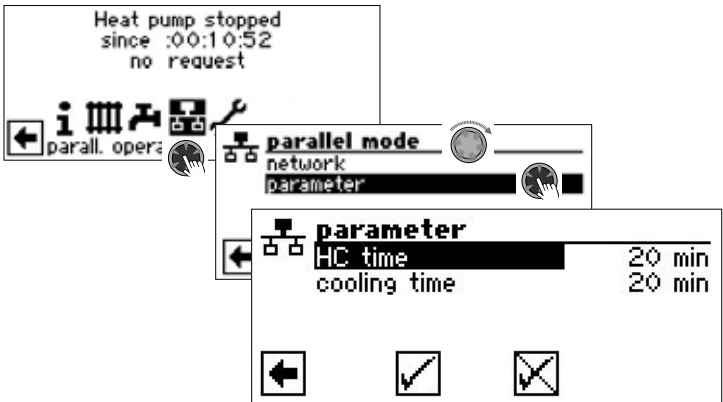 Heat pump stopped
since :00:10:52
no request
parall. opera
parallel mode
network
parameter
parameter
HC time 20 min
cooling time 20 min